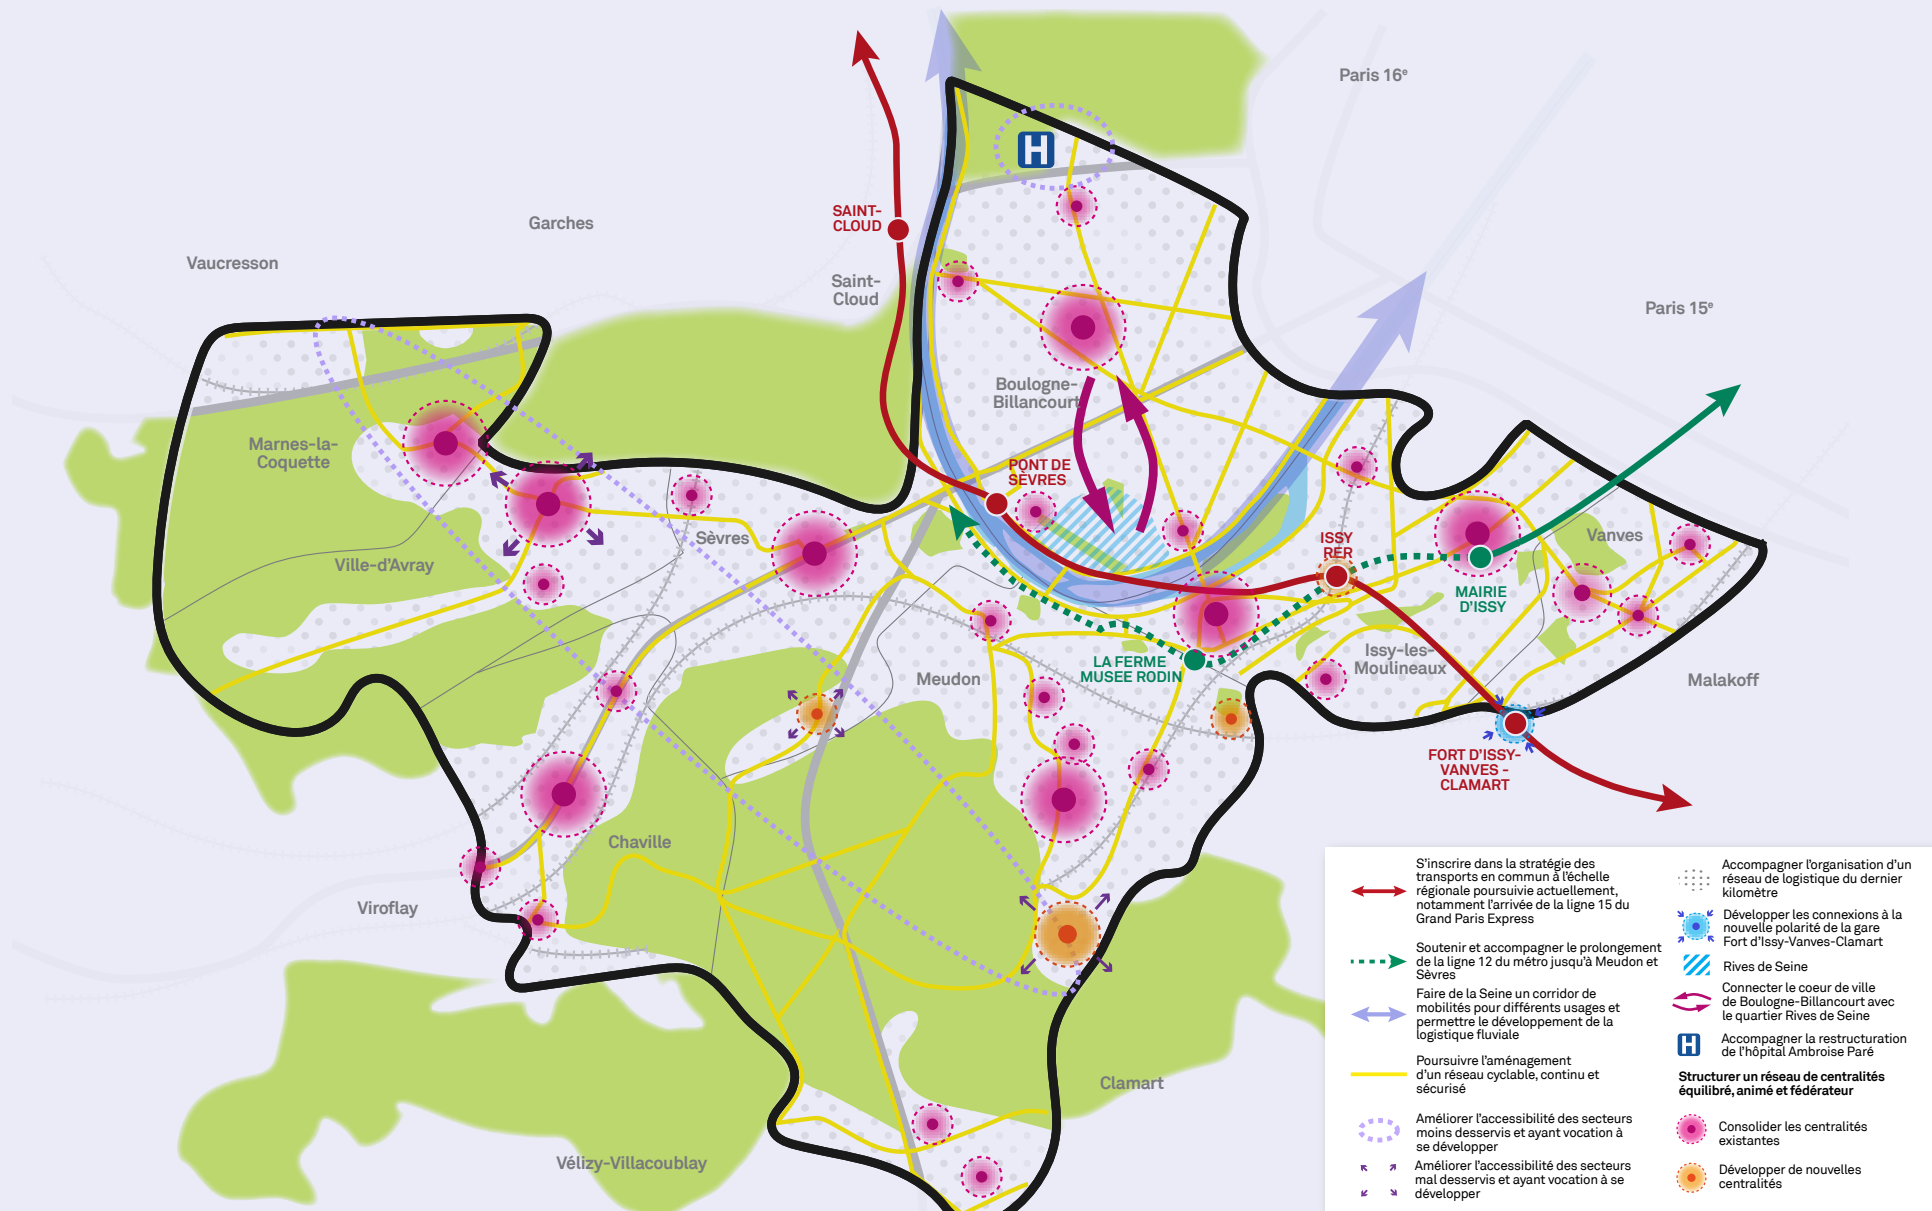 Paris 16e
Garches
Vaucresson
SAINT-
CLOUD
Saint-
Cloud
Paris 15e
Boulogne-
Billancourt
Marnes-la-
Coquette
PONT DE
SÈVRES
Sèvres
ISSY
RER
Vanves
Ville-d'Avray
MAIRIE
D'ISSY
LA FERME
MUSEE RODIN
Issy-les-
Moulineaux
Meudon
Malakoff
FORT D'ISSY-
VANVES -
CLAMART
Chaville
Viroflay
Clamart
Vélizy-Villacoublay
H
S'inscrire dans la stratégie des
transports en commun à l'échelle
régionale poursuivie actuellement,
notamment l'arrivée de la ligne 15 du
Grand Paris Express
Soutenir et accompagner le prolongement
de la ligne 12 du métro jusqu'à Meudon et
Sèvres
Faire de la Seine un corridor de
mobilités pour différents usages et
permettre le développement de la
logistique fluviale
Poursuivre l'aménagement
d'un réseau cyclable, continu et
sécurisé
Améliorer l'accessibilité des secteurs
moins desservis et ayant vocation à
se développer
Améliorer l'accessibilité des secteurs
mal desservis et ayant vocation à se
développer
Accompagner l'organisation d'un
réseau de logistique du dernier
kilomètre
Développer les connexions à la
nouvelle polarité de la gare
Fort d'Issy-Vanves-Clamart
Rives de Seine
Connecter le coeur de ville
de Boulogne-Billancourt avec
le quartier Rives de Seine
H
Accompagner la restructuration
de l'hôpital Ambroise Paré
Structurer un réseau de centralités
équilibré, animé et fédérateur
Consolider les centralités
existantes
Développer de nouvelles
centralités